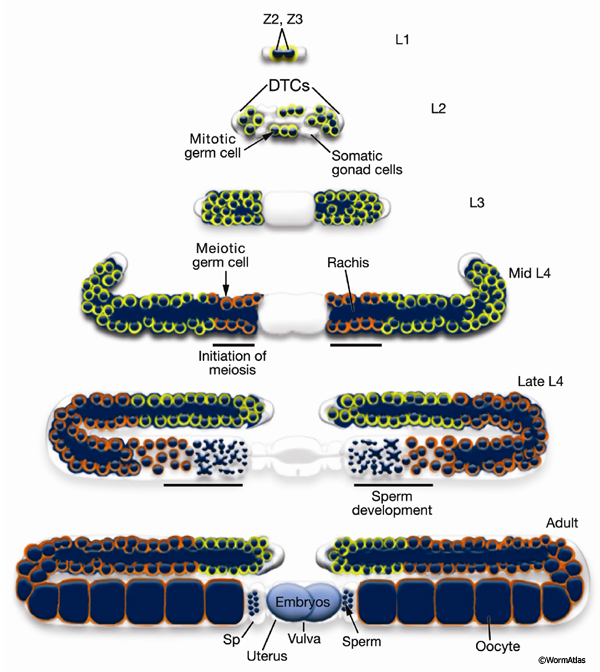 Z2, Z3
L1
DTCs
L2
Mitotic
germ cell
Somatic
gonad cells
L3
Meiotic
germ cell
Rachis
Mid L4
Initiation of
meiosis
Late L4
Sperm
development
Adult
Embryos
Sp
Uterus
Vulva
Sperm
Oocyte
©WormAtlas